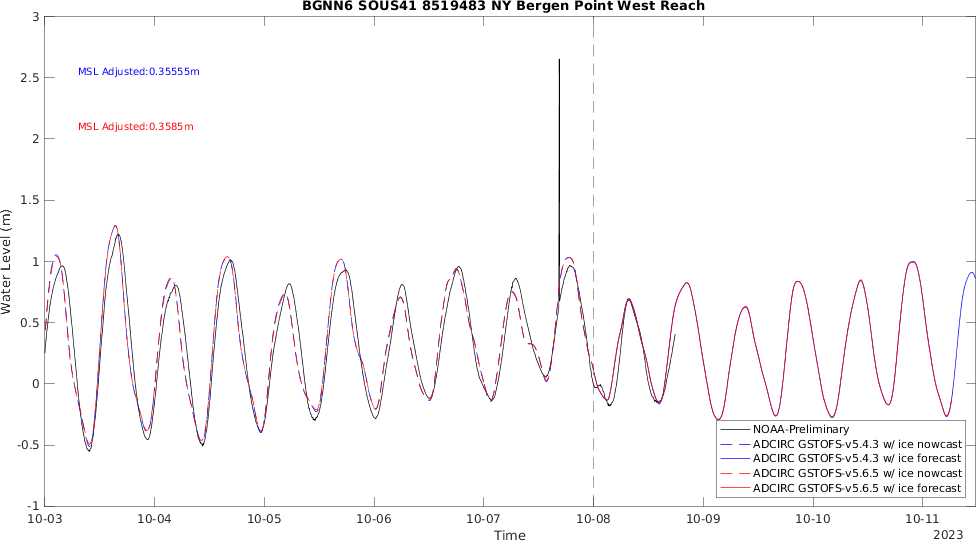 BGNN6 SOUS41 8519483 NY Bergen Point West Reach
3
2.5
2
1.5
1
0.5
0
-0.5
-1
Water Level (m)
MSL Adjusted:0.35555m
MSL Adjusted:0.3585m
NOAA-Preliminary
ADCIRC GSTOFS-v5.4.3 w/ ice nowcast
ADCIRC GSTOFS-v5.4.3 w/ ice forecast
ADCIRC GSTOFS-v5.6.5 w/ ice nowcast
ADCIRC GSTOFS-v5.6.5 w/ ice forecast
10-03 10-04 10-05 10-06 10-07 10-08 10-09 10-10 10-11
Time
2023